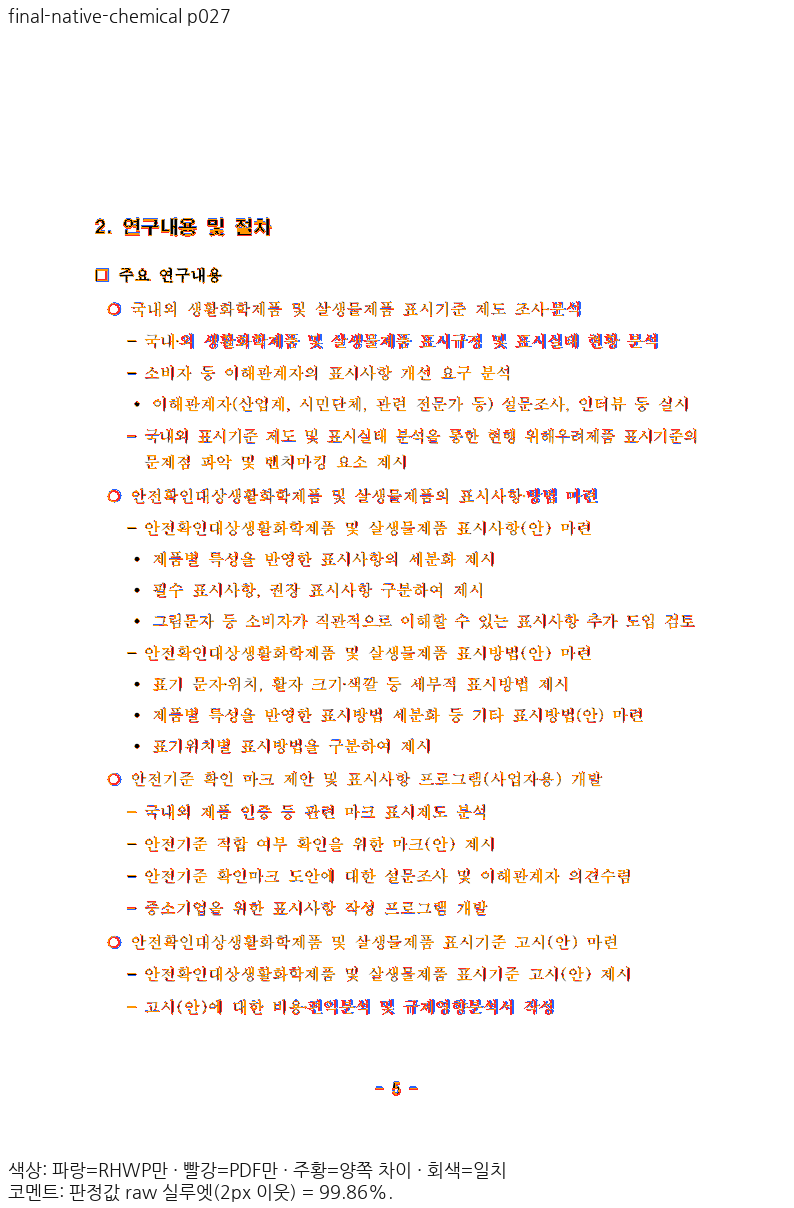 final-native-chemical p027
2. 연구내용 및 절차
□ 주요 연구내용
○ 국내외 생활화학제품 및 살생물제품 표시기준 제도 조사·분석
- 국내·외 생활화학제품 및 살생물제품 표시규정 및 표시실태 현황 분석
- 소비자 등 이해관계자의 표시사항 개선 요구 분석
• 이해관계자(산업계, 시민단체, 관련 전문가 등) 설문조사, 인터뷰 등 실시
- 국내외 표시기준 제도 및 표시실태 분석을 통한 현행 위해우려제품 표시기준의
문제점 파악 및 벤치마킹 요소 제시
○ 안전확인대상생활화학제품 및 살생물제품의 표시사항·방법 마련
- 안전확인대상생활화학제품 및 살생물제품 표시사항(안) 마련
• 제품별 특성을 반영한 표시사항의 세분화 제시
• 필수 표시사항, 권장 표시사항 구분하여 제시
• 그림문자 등 소비자가 직관적으로 이해할 수 있는 표시사항 추가 도입 검토
- 안전확인대상생활화학제품 및 살생물제품 표시방법(안) 마련
• 표기 문자·위치, 활자 크기·색깔 등 세부적 표시방법 제시
• 제품별 특성을 반영한 표시방법 세분화 등 기타 표시방법(안) 마련
• 표기위치별 표시방법을 구분하여 제시
○ 안전기준 확인 마크 제안 및 표시사항 프로그램(사업자용) 개발
- 국내외 제품 인증 등 관련 마크 표시제도 분석
- 안전기준 적합 여부 확인을 위한 마크(안) 제시
- 안전기준 확인마크 도안에 대한 설문조사 및 이해관계자 의견수렴
- 중소기업을 위한 표시사항 작성 프로그램 개발
○ 안전확인대상생활화학제품 및 살생물제품 표시기준 고시(안) 마련
- 안전확인대상생활화학제품 및 살생물제품 표시기준 고시(안) 제시
- 고시(안)에 대한 비용·편익분석 및 규제영향분석서 작성
- 5 -
색상: 파랑=RHWP만 · 빨강=PDF만 · 주황=양쪽 차이 · 회색=일치
코멘트: 판정값 raw 실루엣(2px 이웃) = 99.86%.